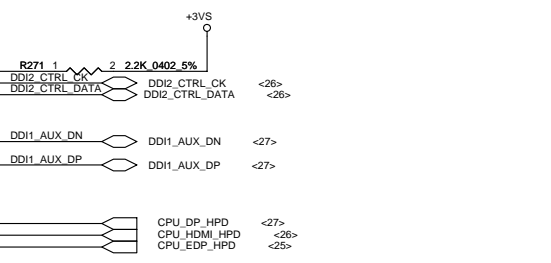 +3VS
R271 1 2 2.2K_0402_5%
DDI2_CTRL_CK DDI2_CTRL_CK <26>
DDI2_CTRL_DATA DDI2_CTRL_DATA <26>
DDI1_AUX_DN DDI1_AUX_DN <27>
DDI1_AUX_DP DDI1_AUX_DP <27>
CPU_DP_HPD <27>
CPU_HDMI_HPD <26>
CPU_EDP_HPD <25>